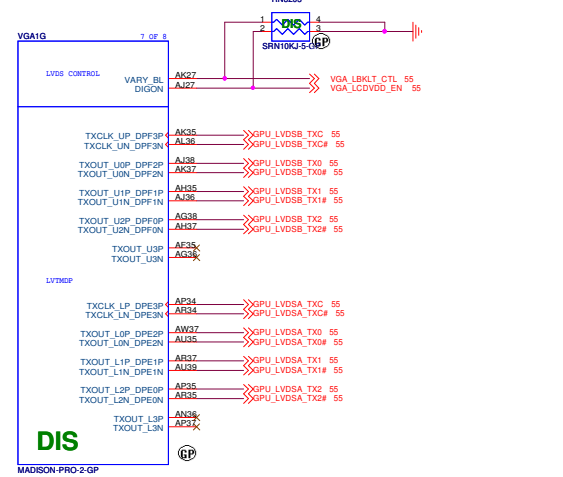 VGA1G 7 OF 8
1 DIS 4
2 3
SRN10KJ-5-GP
GP
LVDS CONTROL
VARY_BL AK27 VGA_LBKLT_CTL 55
DIGON AJ27 VGA_LCDVDD_EN 55
TXCLK_UP_DPF3P AK35 GPU_LVDSB_TXC 55
TXCLK_UN_DPF3N AL36 GPU_LVDSB_TXC# 55
TXOUT_U0P_DPF2P AJ38 GPU_LVDSB_TX0 55
TXOUT_U0N_DPF2N AK37 GPU_LVDSB_TX0# 55
TXOUT_U1P_DPF1P AH35 GPU_LVDSB_TX1 55
TXOUT_U1N_DPF1N AJ36 GPU_LVDSB_TX1# 55
TXOUT_U2P_DPF0P AG38 GPU_LVDSB_TX2 55
TXOUT_U2N_DPF0N AH37 GPU_LVDSB_TX2# 55
TXOUT_U3P AF35
TXOUT_U3N AG36
LVTMDP
TXCLK_LP_DPE3P AP34 GPU_LVDSA_TXC 55
TXCLK_LN_DPE3N AR34 GPU_LVDSA_TXC# 55
TXOUT_L0P_DPE2P AW37 GPU_LVDSA_TX0 55
TXOUT_L0N_DPE2N AU35 GPU_LVDSA_TX0# 55
TXOUT_L1P_DPE1P AR37 GPU_LVDSA_TX1 55
TXOUT_L1N_DPE1N AU39 GPU_LVDSA_TX1# 55
TXOUT_L2P_DPE0P AP35 GPU_LVDSA_TX2 55
TXOUT_L2N_DPE0N AR35 GPU_LVDSA_TX2# 55
TXOUT_L3P AN36
TXOUT_L3N AP37
DIS
GP
MADISON-PRO-2-GP